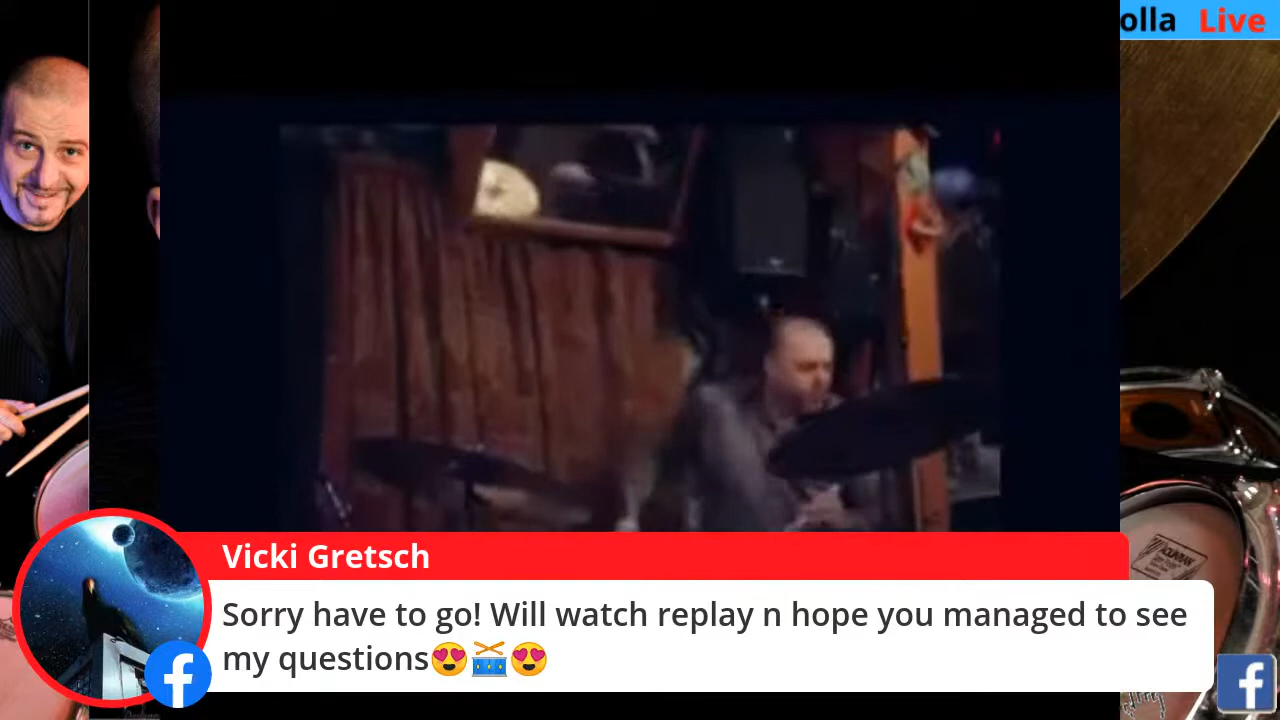 olla Live
Vicki Gretsch
Sorry have to go! Will watch replay n hope you managed to see
my questions😍🥁😍